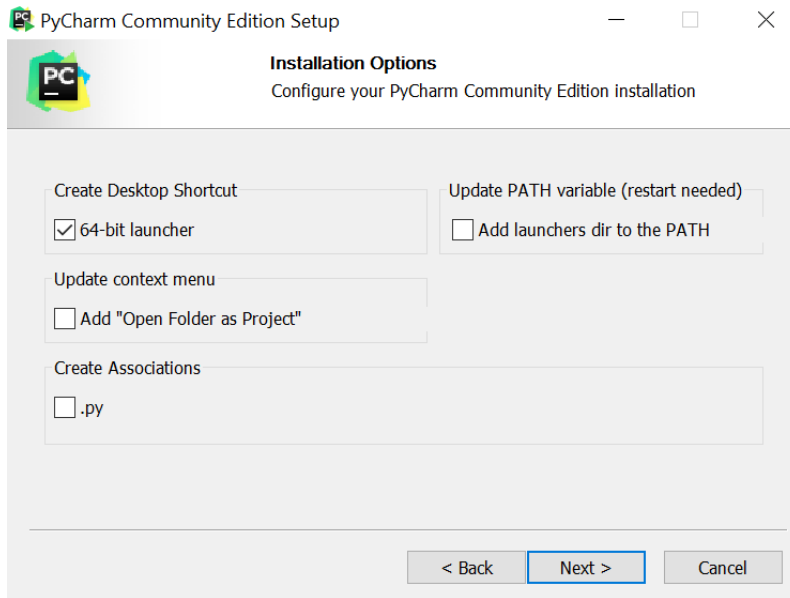 PC PyCharm Community Edition Setup
PC
Installation Options
Configure your PyCharm Community Edition installation
Create Desktop Shortcut
64-bit launcher
Update PATH variable (restart needed)
Add launchers dir to the PATH
Update context menu
Add "Open Folder as Project"
Create Associations
.py
< Back
Next >
Cancel